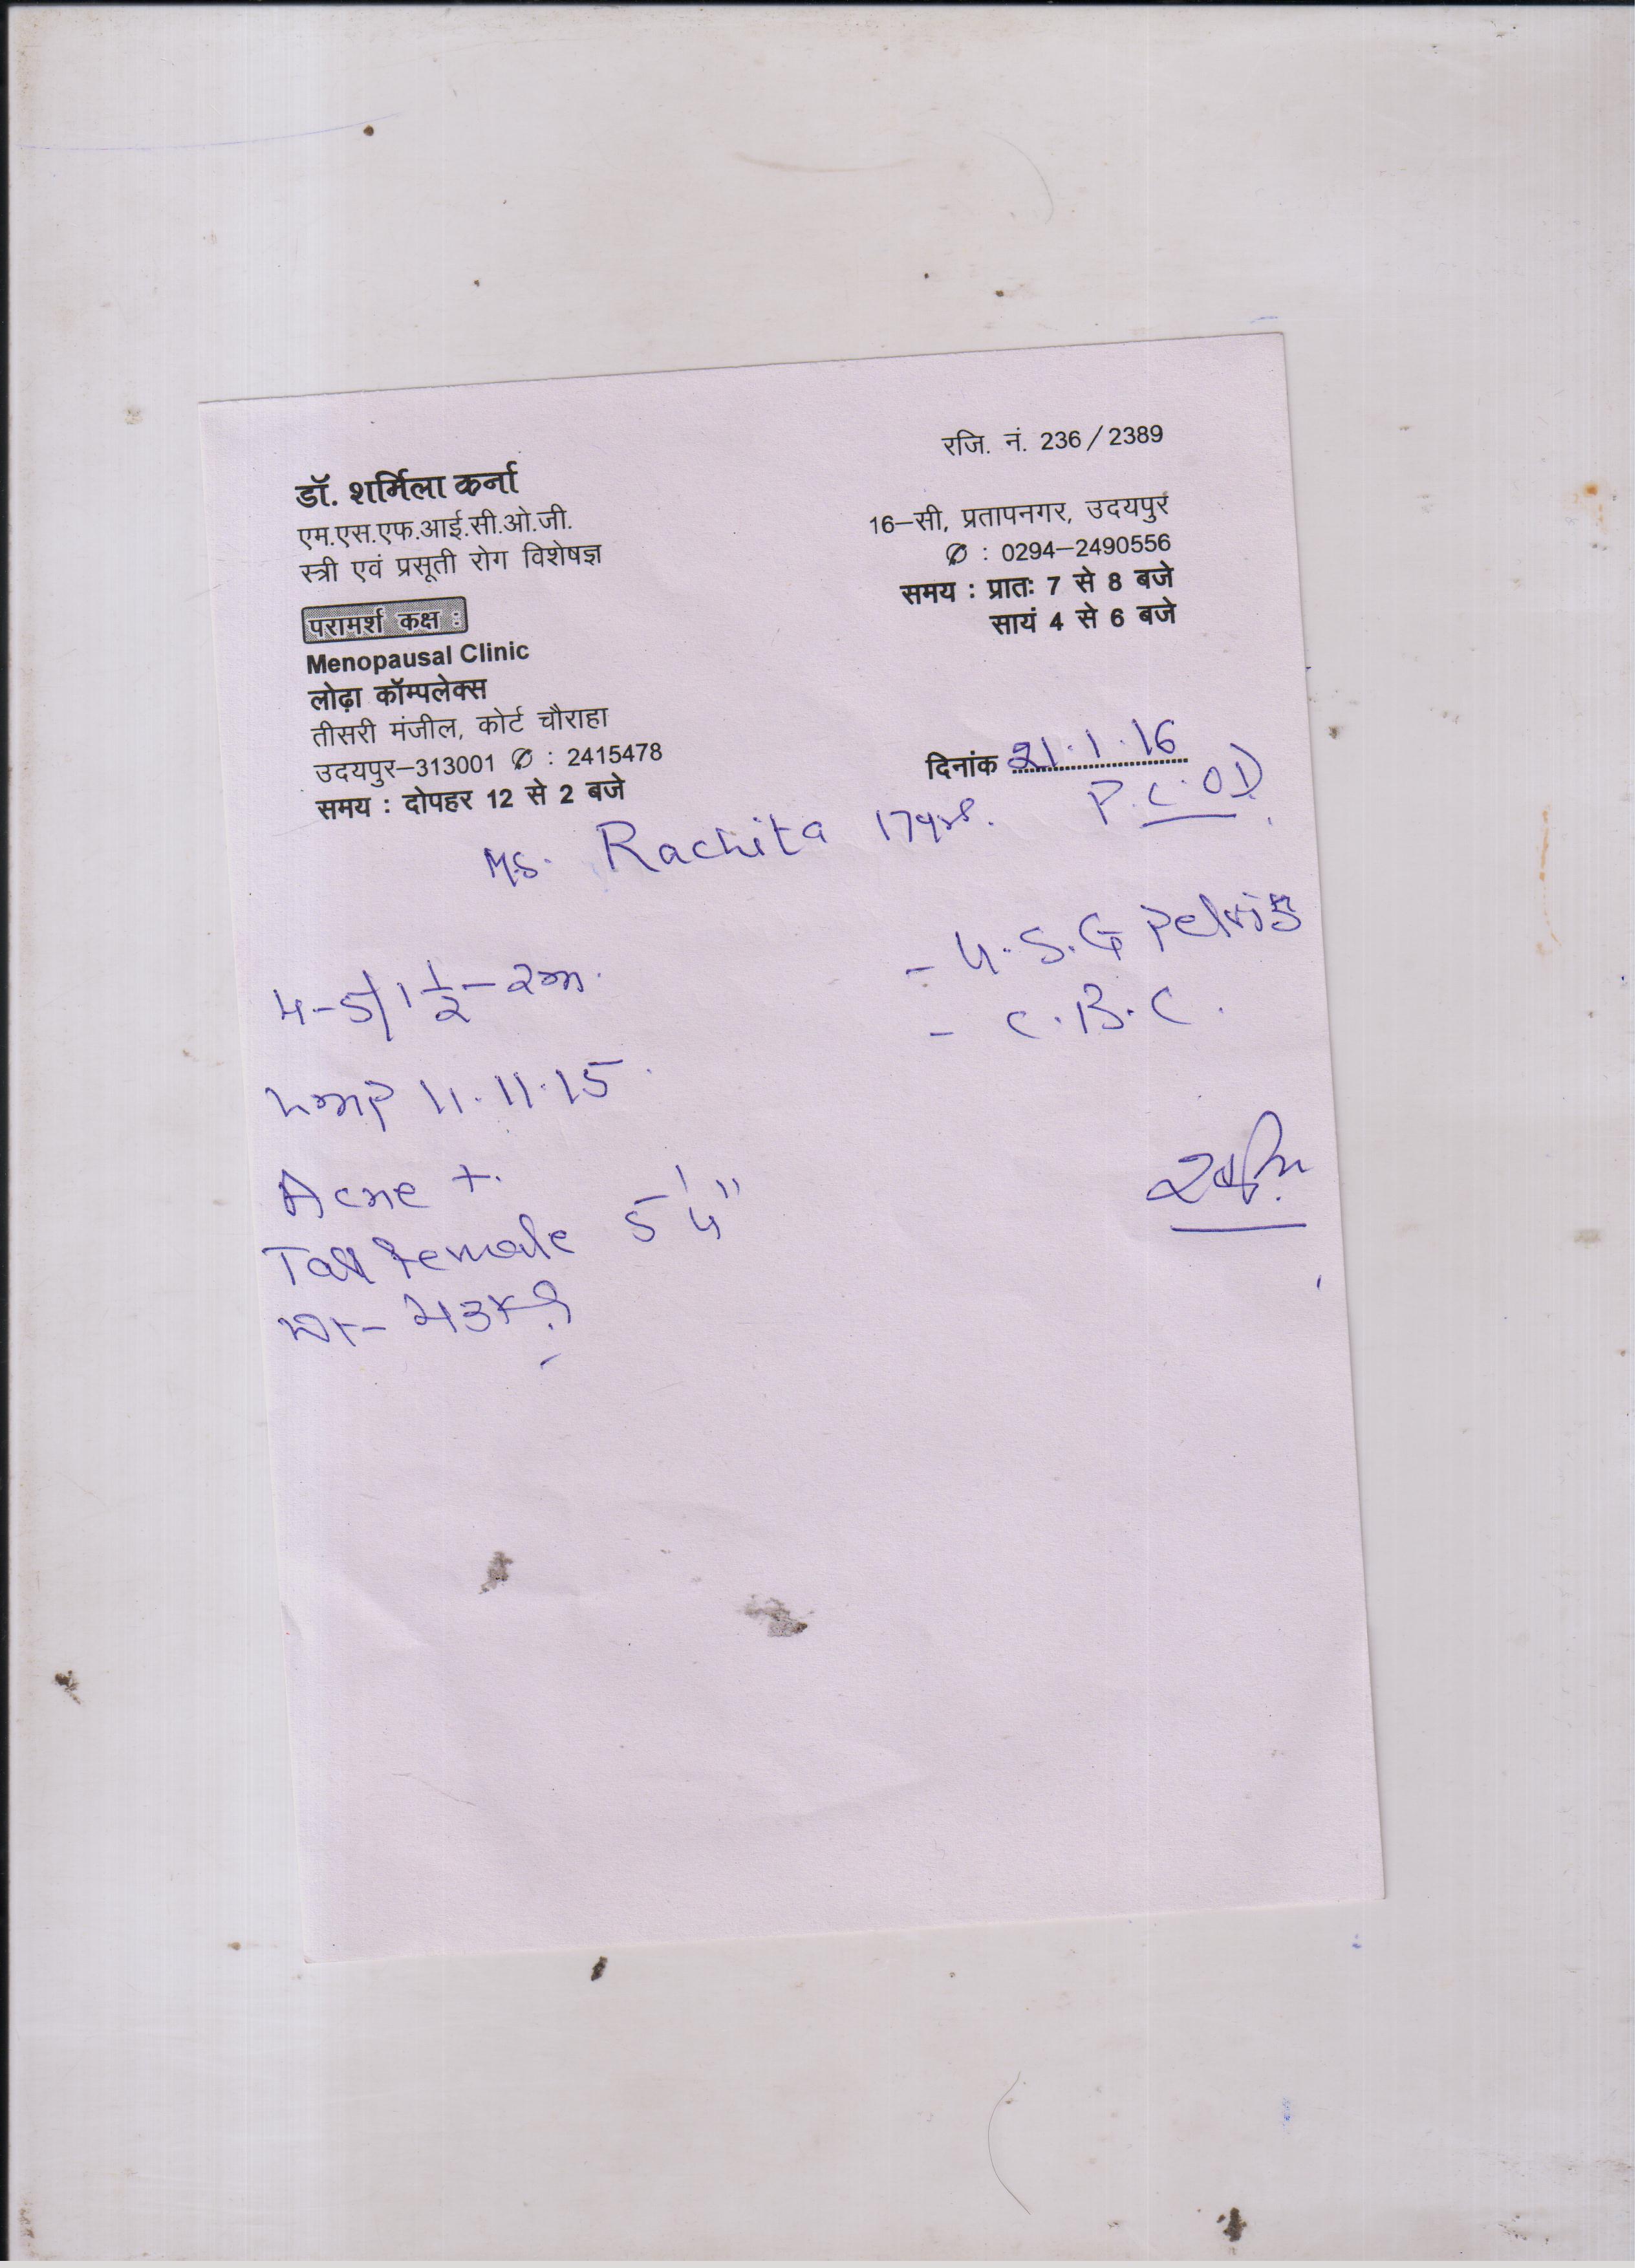 रजि. नं. 236/2389
डॉ. शर्मिला कर्ना
एम.एस.एफ.आई.सी.ओ.जी.
स्त्री एवं प्रसूती रोग विशेषज्ञ
16–सी, प्रतापनगर, उदयपुर
✆ : 0294–2490556
समय : प्रातः 7 से 8 बजे
सायं 4 से 6 बजे
परामर्श कक्ष :
Menopausal Clinic
लोढ़ा कॉम्पलेक्स
तीसरी मंजील, कोर्ट चौराहा
उदयपुर–313001 ✆ : 2415478
समय : दोपहर 12 से 2 बजे
दिनांक 21.1.16
P.C.OD.
Ms. Rachita 17yrs.
- U.S.G Pelvis
- C.B.C.
4-5/1 1/2 - 2m.
Lmp 11.11.15.
Acne +.
Tall female 5'4"
Wt - 43kg